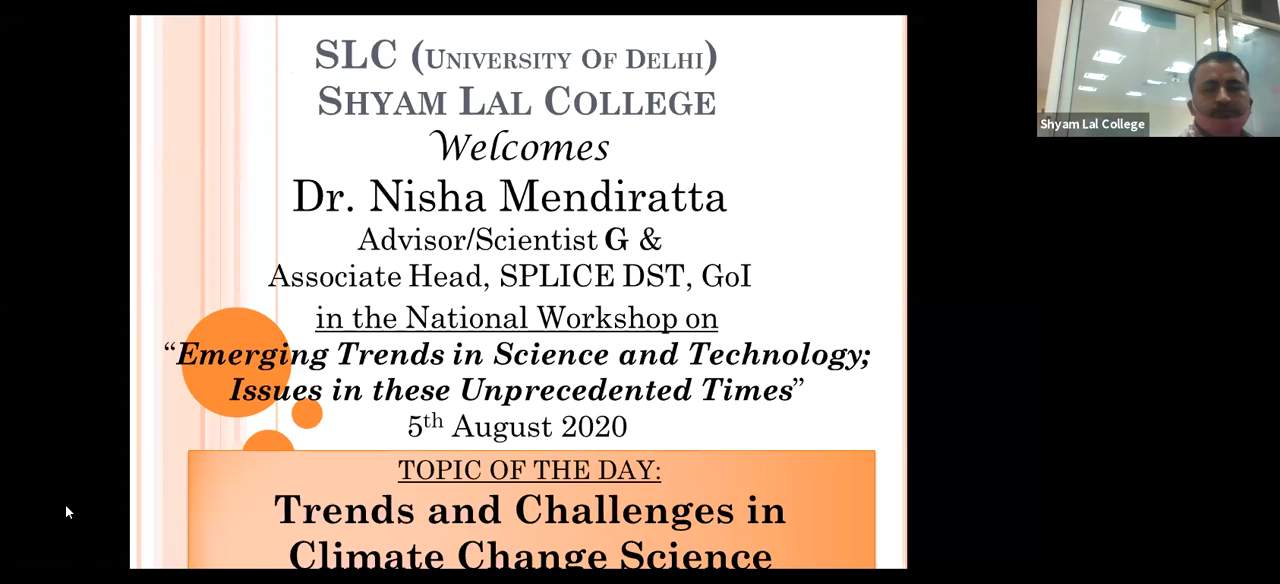 SLC (University Of Delhi)
Shyam Lal College
Welcomes
Dr. Nisha Mendiratta
Advisor/Scientist G &
Associate Head, SPLICE DST, GoI
in the National Workshop on
“Emerging Trends in Science and Technology;
Issues in these Unprecedented Times”
5th August 2020
TOPIC OF THE DAY:
Trends and Challenges in
Climate Change Science
Shyam Lal College